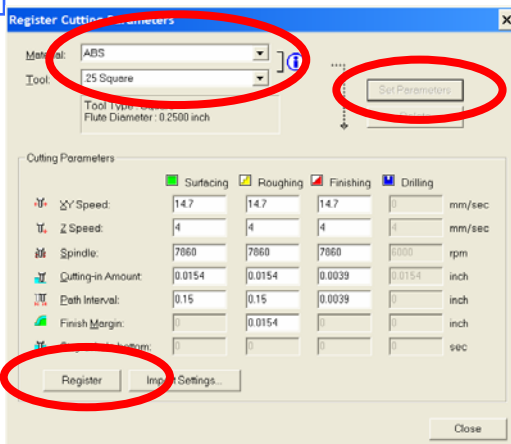 Register Cutting Parameters
Material: ABS
Tool: .25 Square
Set Parameters
Tool Type :
Flute Diameter : 0.2500 inch
Cutting Parameters
Surfacing Roughing Finishing Drilling
XY Speed: 14.7 14.7 14.7 0 mm/sec
Z Speed: 4 4 4 4 mm/sec
Spindle: 7860 7860 7860 6000 rpm
Cutting-in Amount: 0.0154 0.0154 0.0039 0.0154 inch
Path Interval: 0.15 0.15 0.0039 0 inch
Finish Margin: 0 0.0154 0 0 inch
bottom: 0 0 0 0 sec
Register Import Settings...
Close